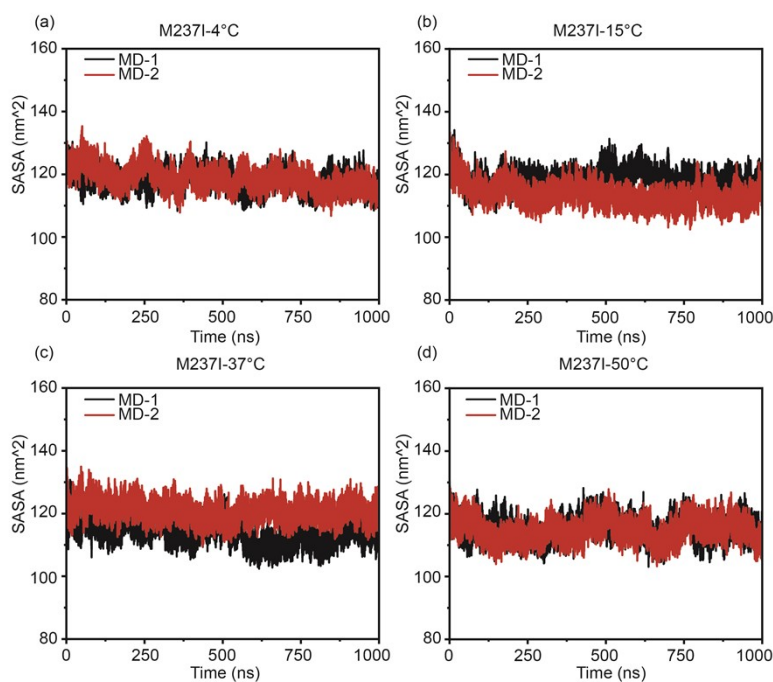 (a)
M237I-4°C
160
MD-1
MD-2
140
120
100
80
SASA (nm^2)
0 250 500 750 1000
Time (ns)
(b)
M237I-15°C
160
MD-1
MD-2
140
120
100
80
SASA (nm^2)
0 250 500 750 1000
Time (ns)
(c)
M237I-37°C
160
MD-1
MD-2
140
120
100
80
SASA (nm^2)
0 250 500 750 1000
Time (ns)
(d)
M237I-50°C
160
MD-1
MD-2
140
120
100
80
SASA (nm^2)
0 250 500 750 1000
Time (ns)